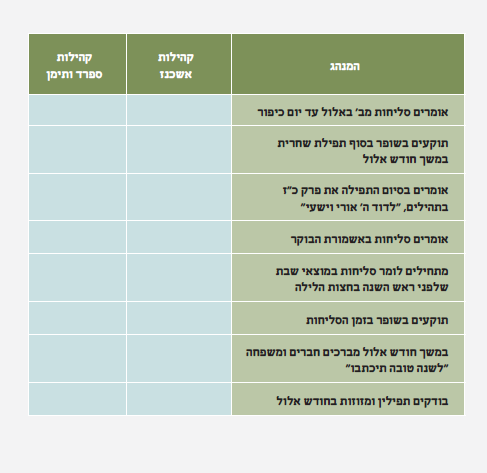 המנהג
קהילות
אשכנז
קהילות
ספרד ותימן
אומרים סליחות מב׳ באלול עד יום כיפור
תוקעים בשופר בסוף תפילת שחרית
במשך חודש אלול
אומרים בסיום התפילה את פרק כ״ז
בתהילים, ״לדוד ה׳ אורי וישעי״
אומרים סליחות באשמורת הבוקר
מתחילים לומר סליחות במוצאי שבת
שלפני ראש השנה בחצות הלילה
תוקעים בשופר בזמן הסליחות
במשך חודש אלול מברכים חברים ומשפחה
״לשנה טובה תיכתבו״
בודקים תפילין ומזוזות בחודש אלול